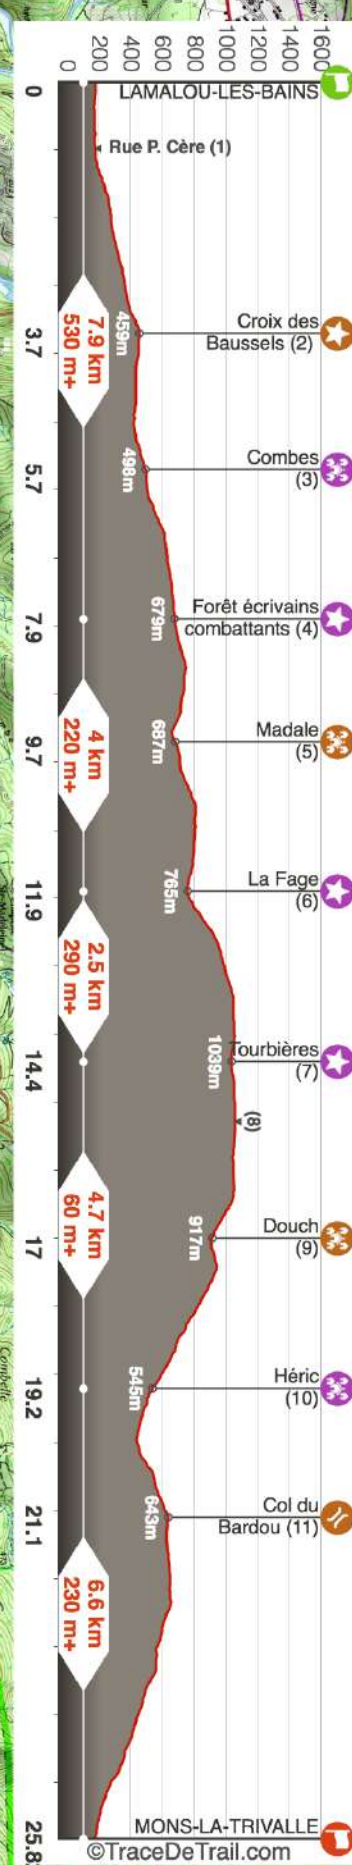 0
200
400
600
800
1000
1200
1400
1600
LAMALOU-LES-BAINS
0
Rue P. Cère (1)
Croix des
Baussels (2)
459m
3.7
7.9 km
530 m+
Combes
(3)
498m
5.7
Forêt écrivains
combattants (4)
679m
7.9
Madale
(5)
687m
9.7
4 km
220 m+
La Fage
(6)
765m
11.9
2.5 km
290 m+
Tourbières
(7)
1039m
14.4
(8)
4.7 km
60 m+
Douch
(9)
917m
17
Héric
(10)
545m
19.2
Col du
Bardou (11)
643m
21.1
6.6 km
230 m+
MONS-LA-TRIVALLE
25.8
©TraceDeTrail.com
Combelle